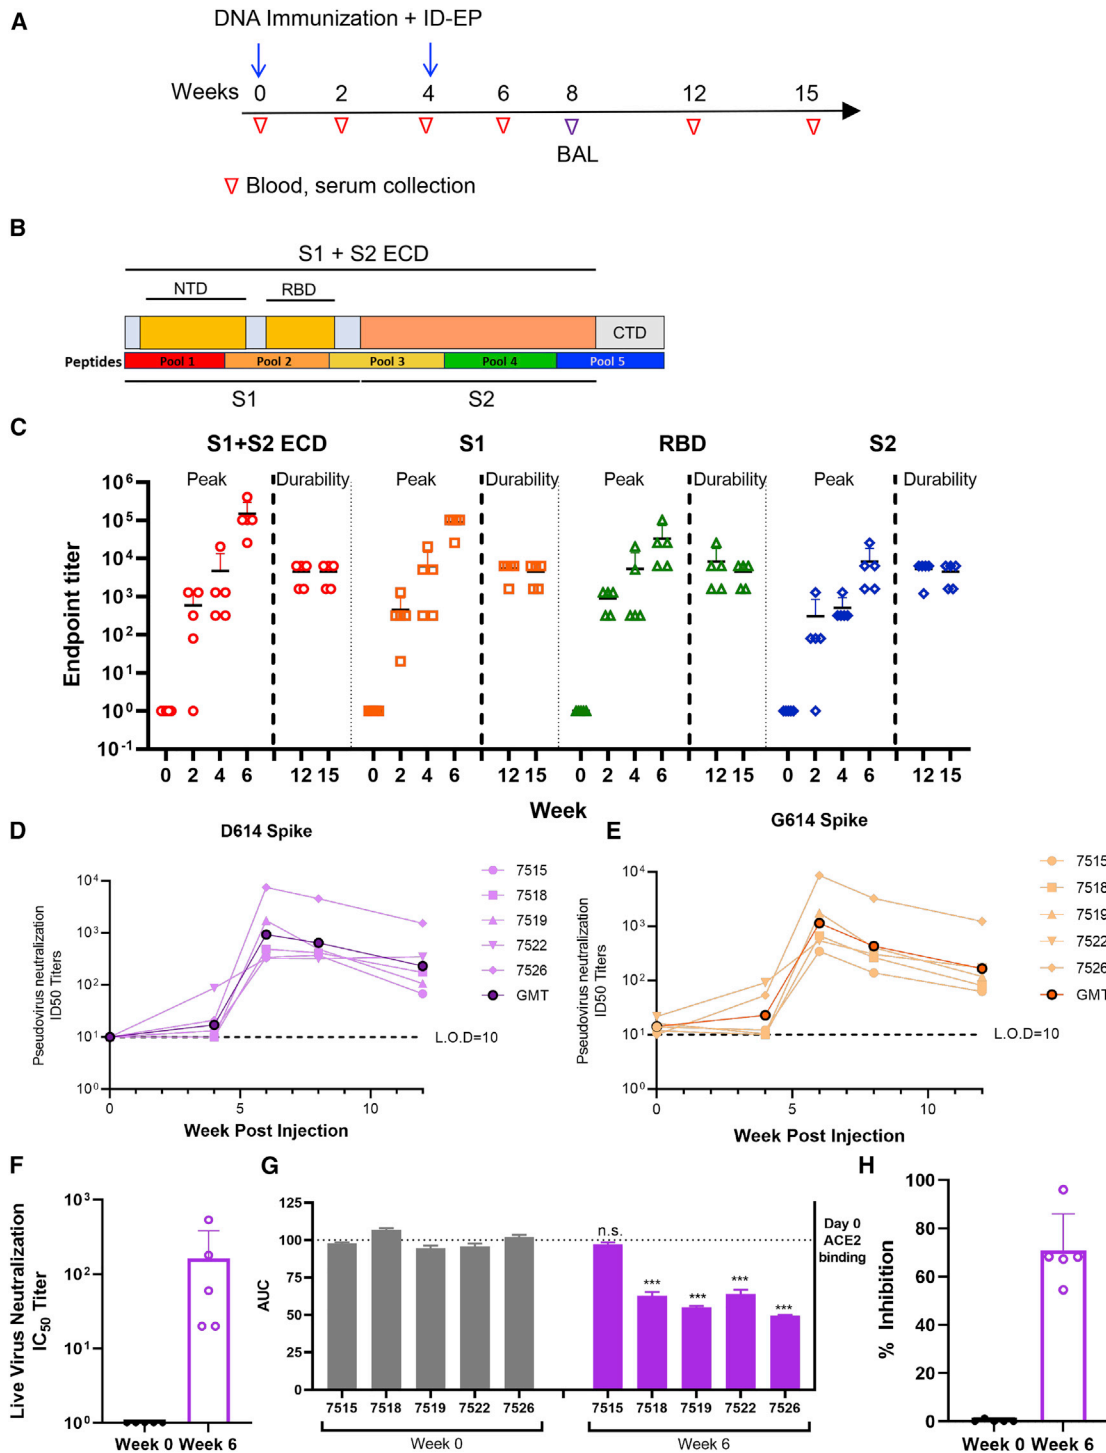 A
DNA Immunization + ID-EP
Weeks 0 2 4 6 8 12 15
BAL
Blood, serum collection
B
S1 + S2 ECD
NTD RBD
CTD
Peptides Pool 1 Pool 2 Pool 3 Pool 4 Pool 5
S1 S2
C
S1+S2 ECD S1 RBD S2
Peak Durability Peak Durability Peak Durability Peak Durability
Endpoint titer
10⁶
10⁵
10⁴
10³
10²
10¹
10⁰
10⁻¹
0 2 4 6 12 15 0 2 4 6 12 15 0 2 4 6 12 15 0 2 4 6 12 15
Week
D
D614 Spike
Pseudovirus neutralization
ID50 Titers
10⁴
10³
10²
10¹
10⁰
L.O.D=10
0 5 10
Week Post Injection
7515
7518
7519
7522
7526
GMT
E
G614 Spike
Pseudovirus neutralization
ID50 Titers
10⁴
10³
10²
10¹
10⁰
L.O.D=10
0 5 10
Week Post Injection
7515
7518
7519
7522
7526
GMT
F
Live Virus Neutralization
IC₅₀ Titer
10³
10²
10¹
10⁰
Week 0 Week 6
G
AUC
125
100
75
50
25
0
n.s.
*** *** *** ***
Day 0
ACE2
binding
7515 7518 7519 7522 7526 7515 7518 7519 7522 7526
Week 0 Week 6
H
% Inhibition
100
80
60
40
20
0
Week 0 Week 6